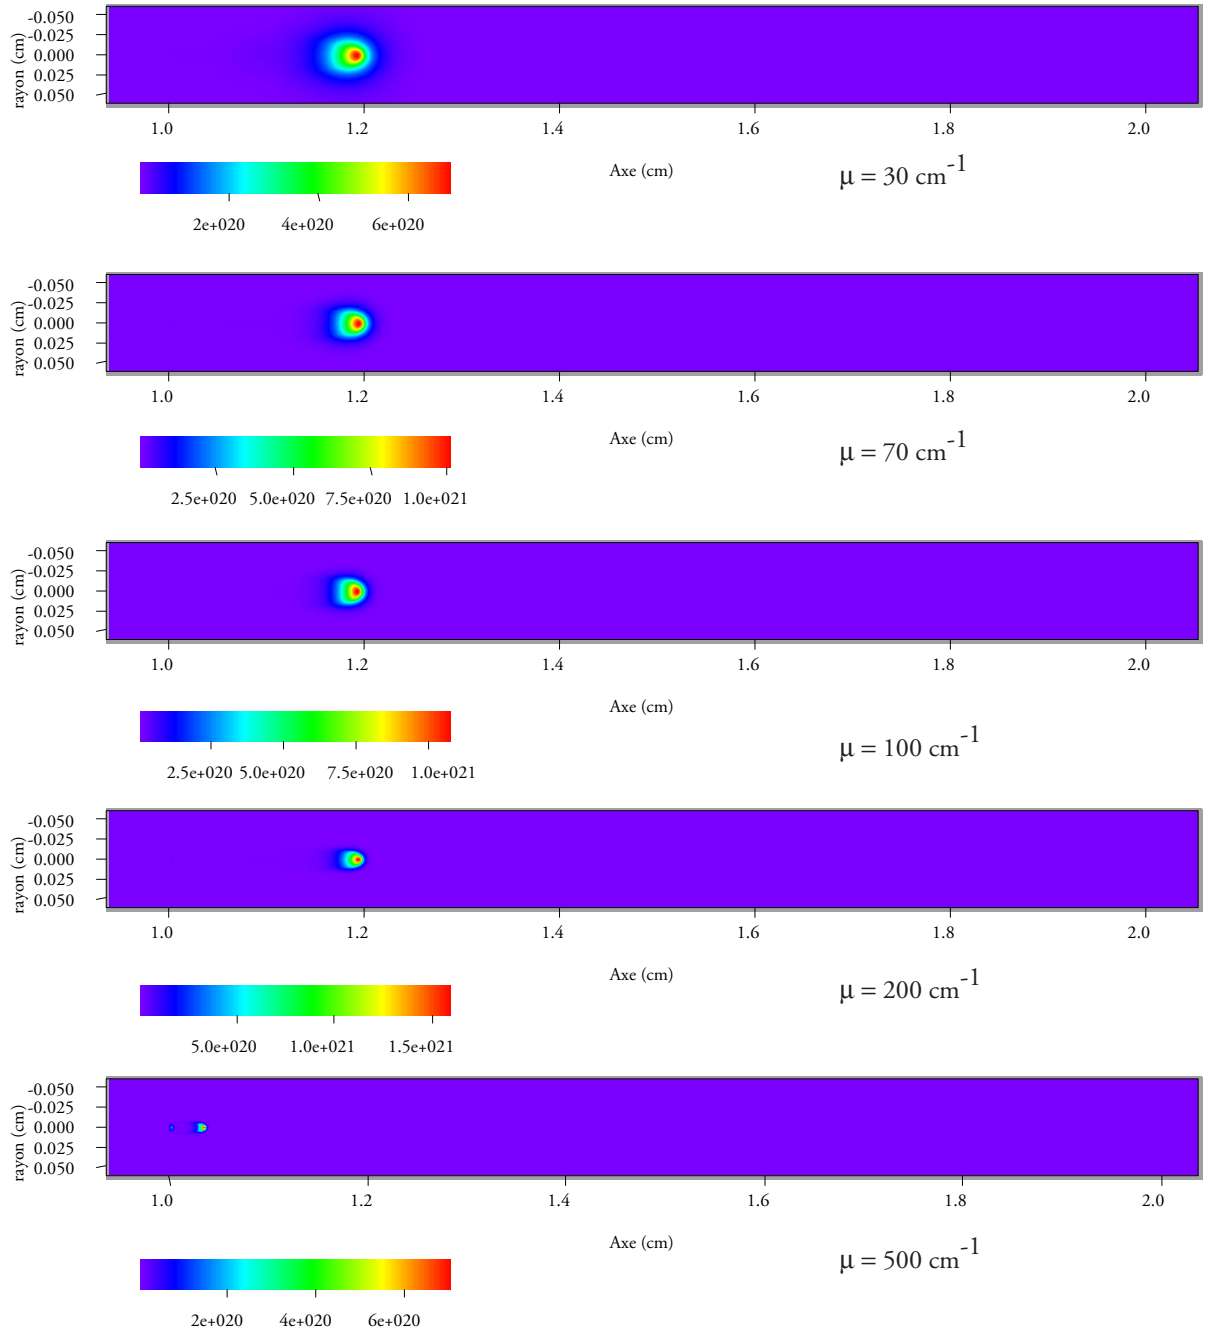 -0.050
-0.025
0.000
0.025
0.050
rayon (cm)
1.0 1.2 1.4 1.6 1.8 2.0
Axe (cm)
μ = 30 cm-1
2e+020 4e+020 6e+020
-0.050
-0.025
0.000
0.025
0.050
rayon (cm)
1.0 1.2 1.4 1.6 1.8 2.0
Axe (cm)
μ = 70 cm-1
2.5e+020 5.0e+020 7.5e+020 1.0e+021
-0.050
-0.025
0.000
0.025
0.050
rayon (cm)
1.0 1.2 1.4 1.6 1.8 2.0
Axe (cm)
μ = 100 cm-1
2.5e+020 5.0e+020 7.5e+020 1.0e+021
-0.050
-0.025
0.000
0.025
0.050
rayon (cm)
1.0 1.2 1.4 1.6 1.8 2.0
Axe (cm)
μ = 200 cm-1
5.0e+020 1.0e+021 1.5e+021
-0.050
-0.025
0.000
0.025
0.050
rayon (cm)
1.0 1.2 1.4 1.6 1.8 2.0
Axe (cm)
μ = 500 cm-1
2e+020 4e+020 6e+020